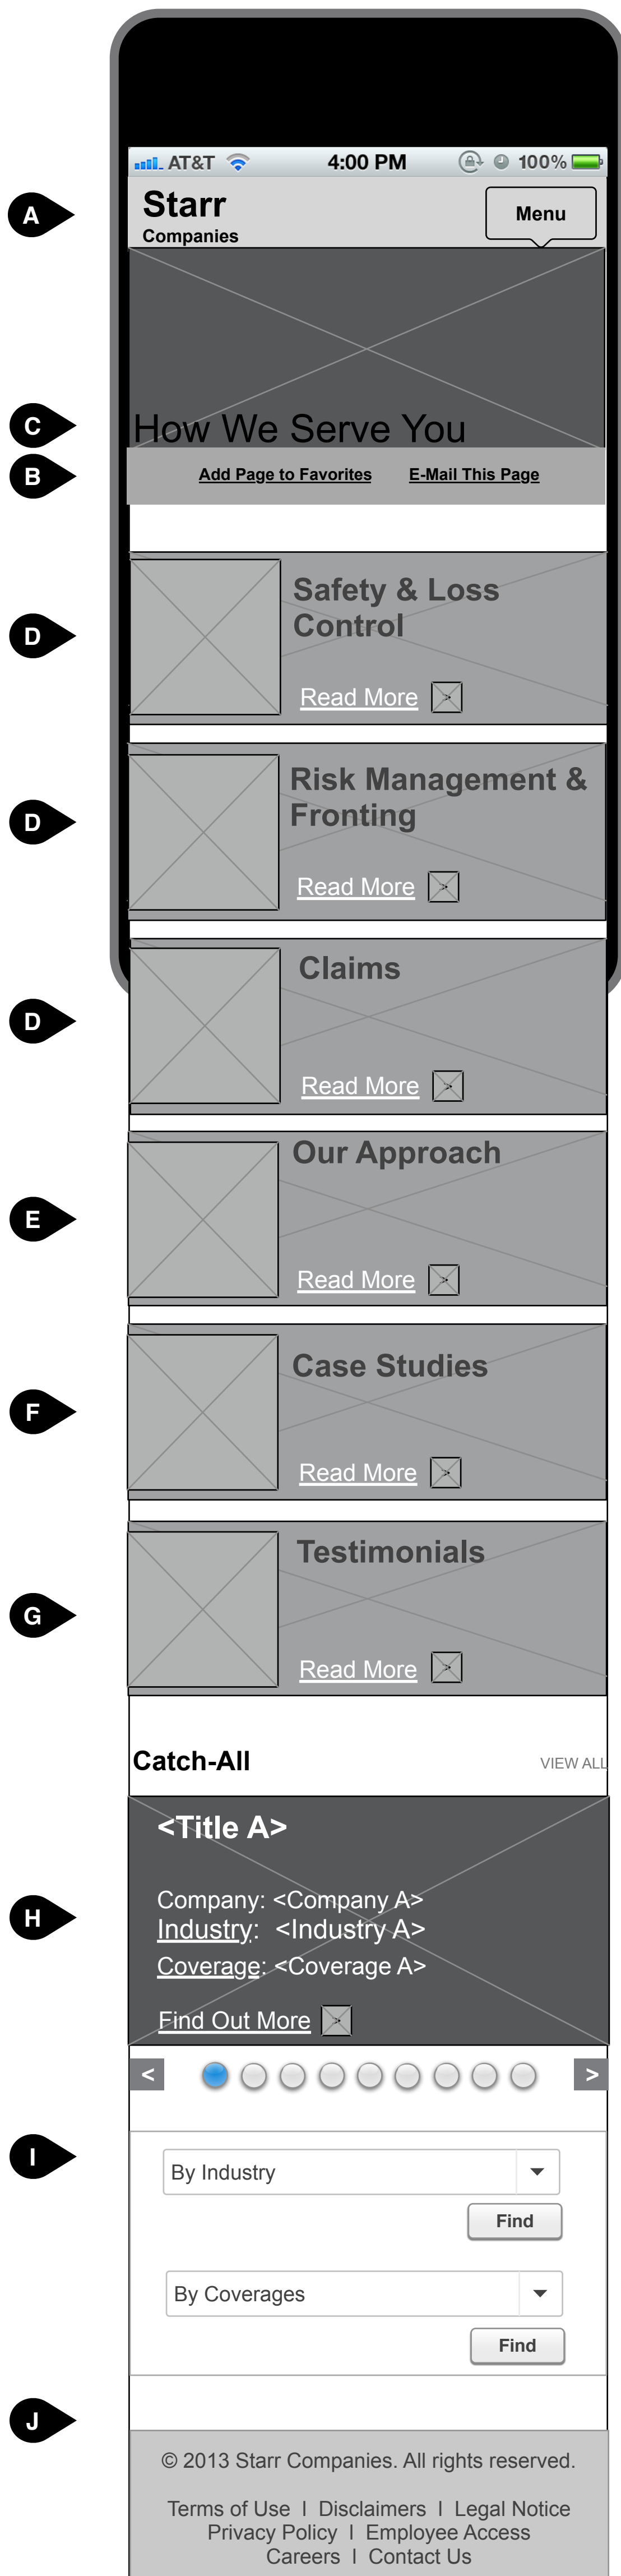 AT&T 4:00 PM 100%
A
Starr
Companies
Menu
C
How We Serve You
B
Add Page to Favorites E-Mail This Page
D
Safety & Loss
Control
Read More >
D
Risk Management &
Fronting
Read More >
D
Claims
Read More >
E
Our Approach
Read More >
F
Case Studies
Read More >
G
Testimonials
Read More >
Catch-All VIEW ALL
H
<Title A>
Company: <Company A>
Industry: <Industry A>
Coverage: <Coverage A>
Find Out More >
< >
I
By Industry
Find
By Coverages
Find
J
© 2013 Starr Companies. All rights reserved.
Terms of Use | Disclaimers | Legal Notice
Privacy Policy | Employee Access
Careers | Contact Us